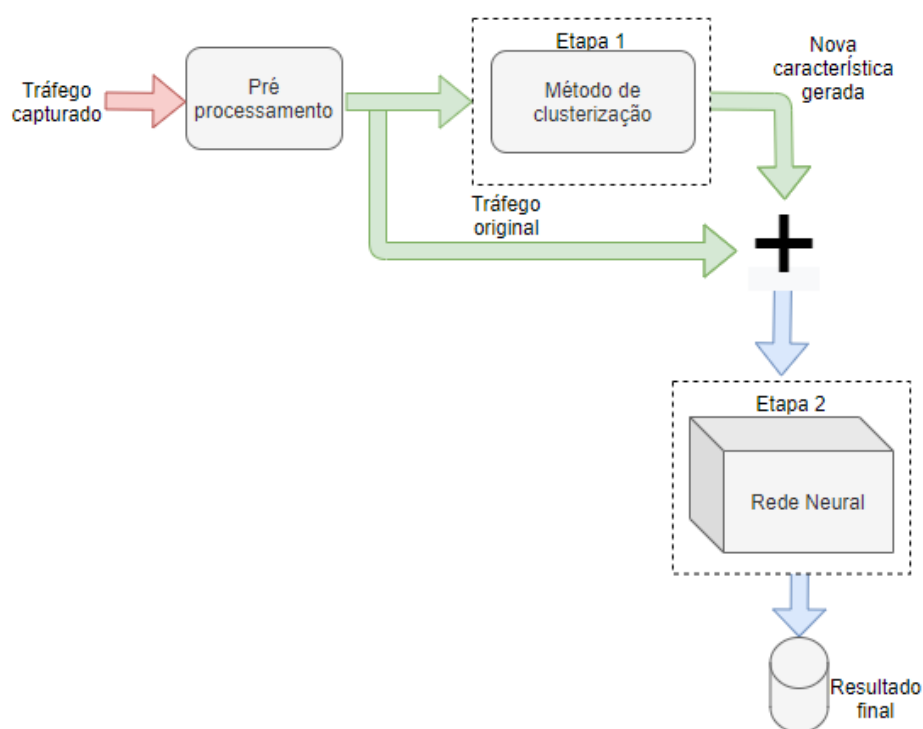 Tráfego
capturado
Pré
processamento
Etapa 1
Método de
clusterização
Nova
característica
gerada
Tráfego
original
Etapa 2
Rede Neural
Resultado
final